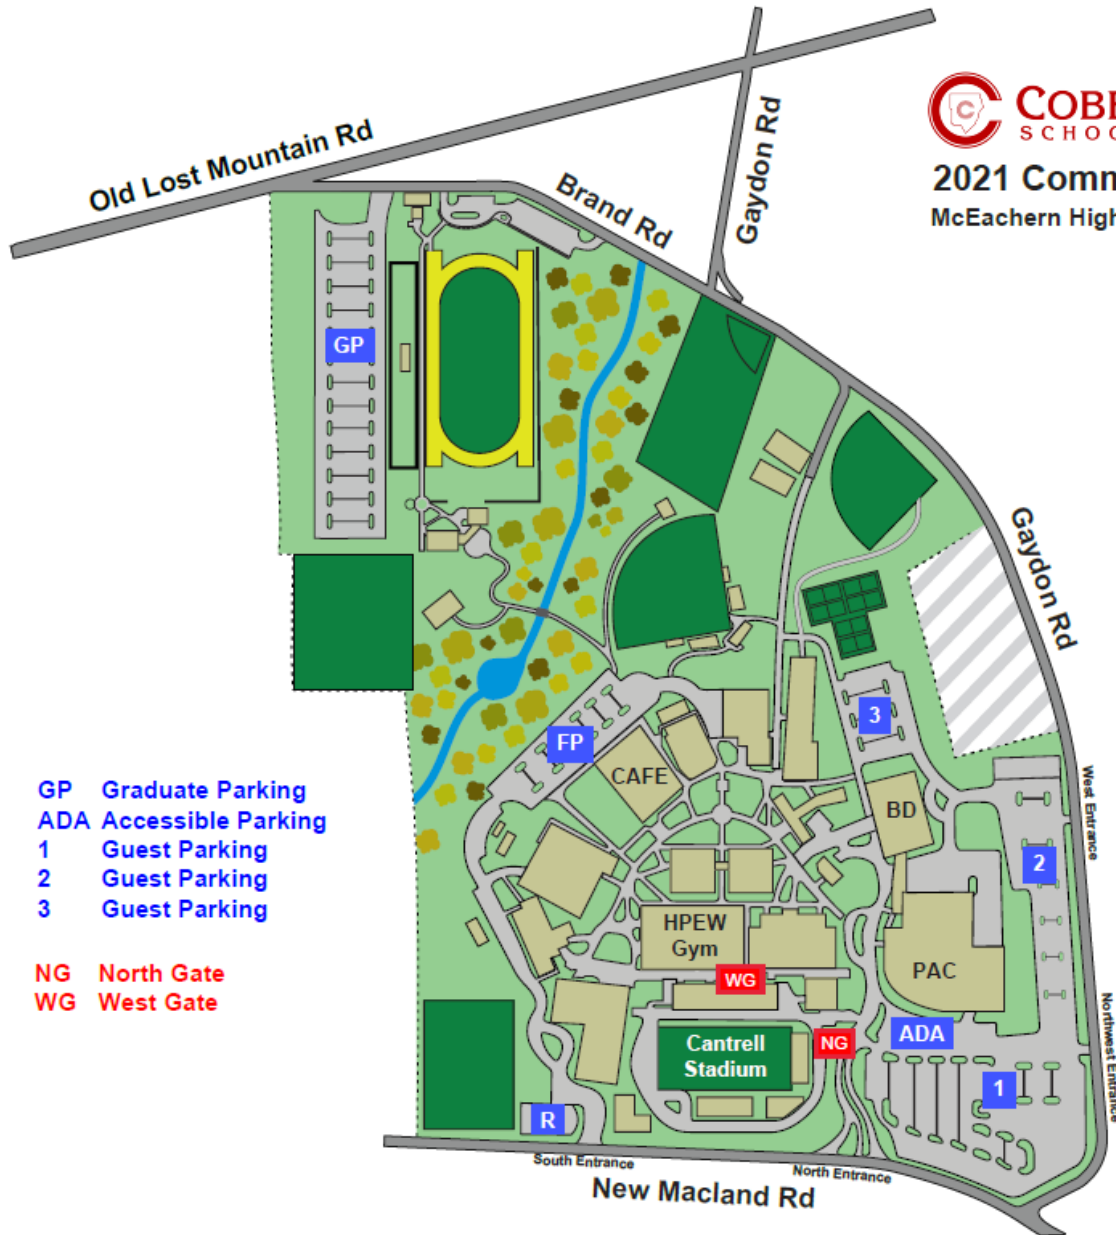 Old Lost Mountain Rd
Brand Rd
Gaydon Rd
2021
McEachern High
C
GP
Gaydon Rd
3
FP
CAFE
BD
West Entrance
2
GP Graduate Parking
ADA Accessible Parking
1 Guest Parking
2 Guest Parking
3 Guest Parking
HPEW
Gym
PAC
NG North Gate
WG West Gate
WG
Northwest Entrance
ADA
NG
Cantrell
Stadium
1
R
South Entrance
North Entrance
New Macland Rd